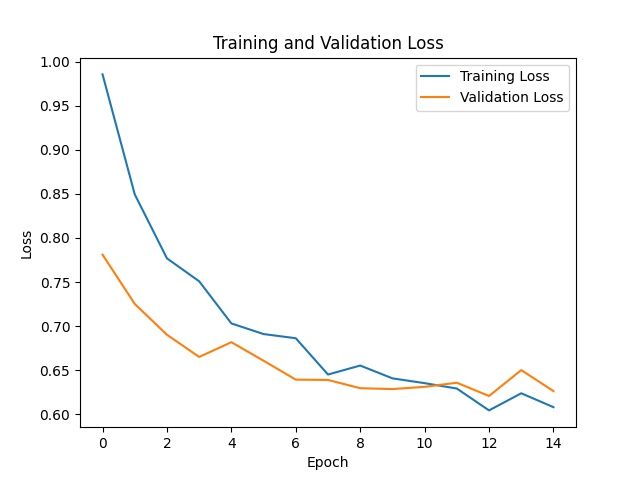 Training and Validation Loss
1.00
0.95
0.90
0.85
0.80
0.75
0.70
0.65
0.60
Loss
Training Loss
Validation Loss
0 2 4 6 8 10 12 14
Epoch